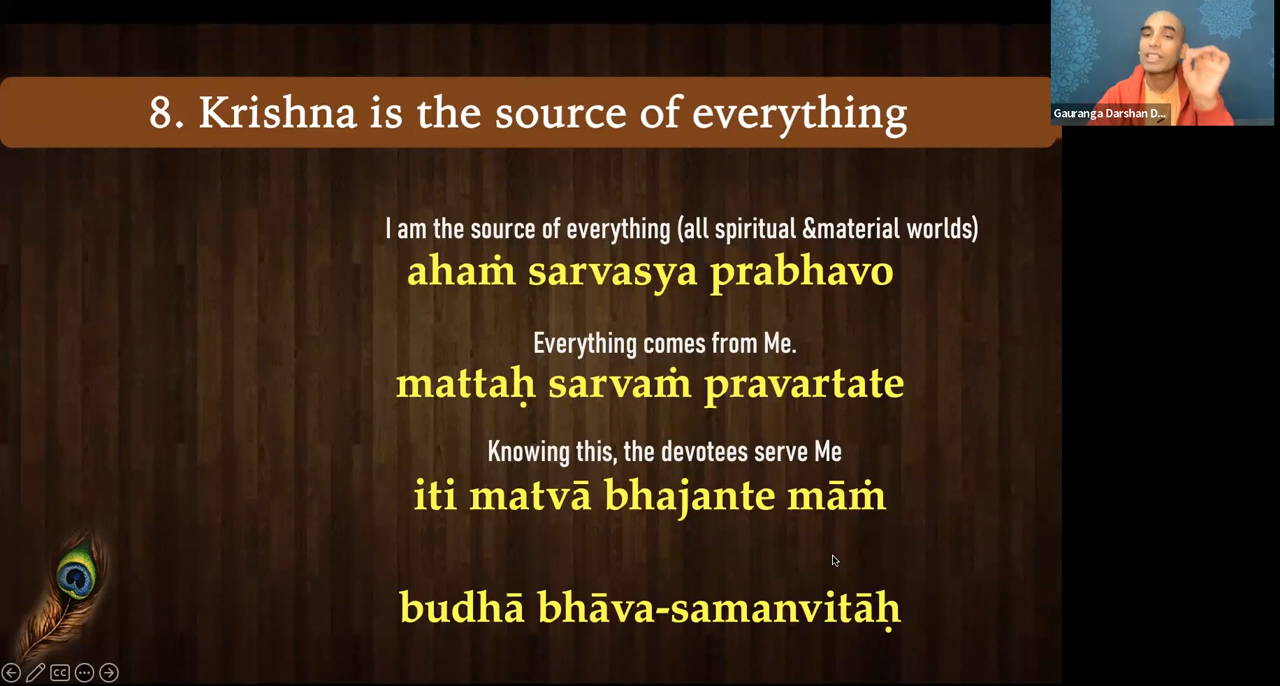 8. Krishna is the source of everything
Gauranga Darshan D...
I am the source of everything (all spiritual &material worlds)
ahaṁ sarvasya prabhavo
Everything comes from Me.
mattaḥ sarvaṁ pravartate
Knowing this, the devotees serve Me
iti matvā bhajante māṁ
budhā bhāva-samanvitāḥ
CC